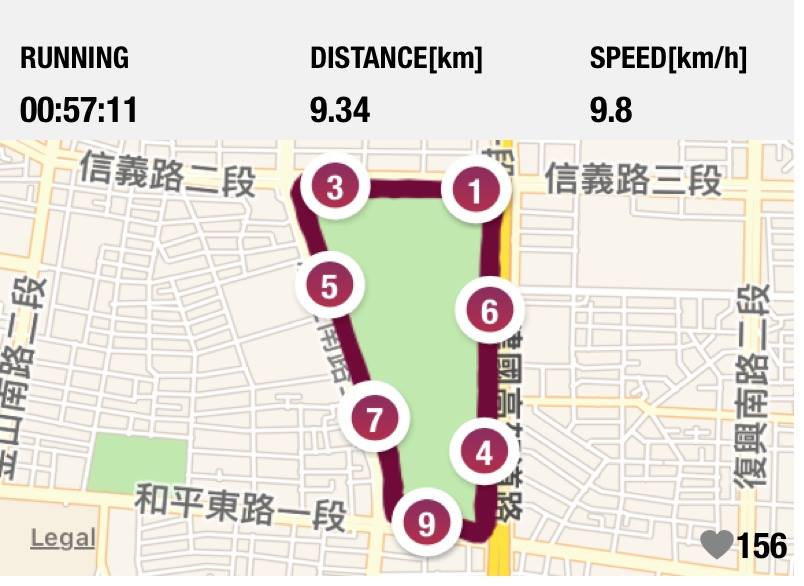 RUNNING
DISTANCE[km]
SPEED[km/h]
00:57:11
9.34
9.8
信義路二段
信義路三段
3
1
5
6
金山南路二段
復興南路二段
7
4
和平東路一段
9
Legal
156